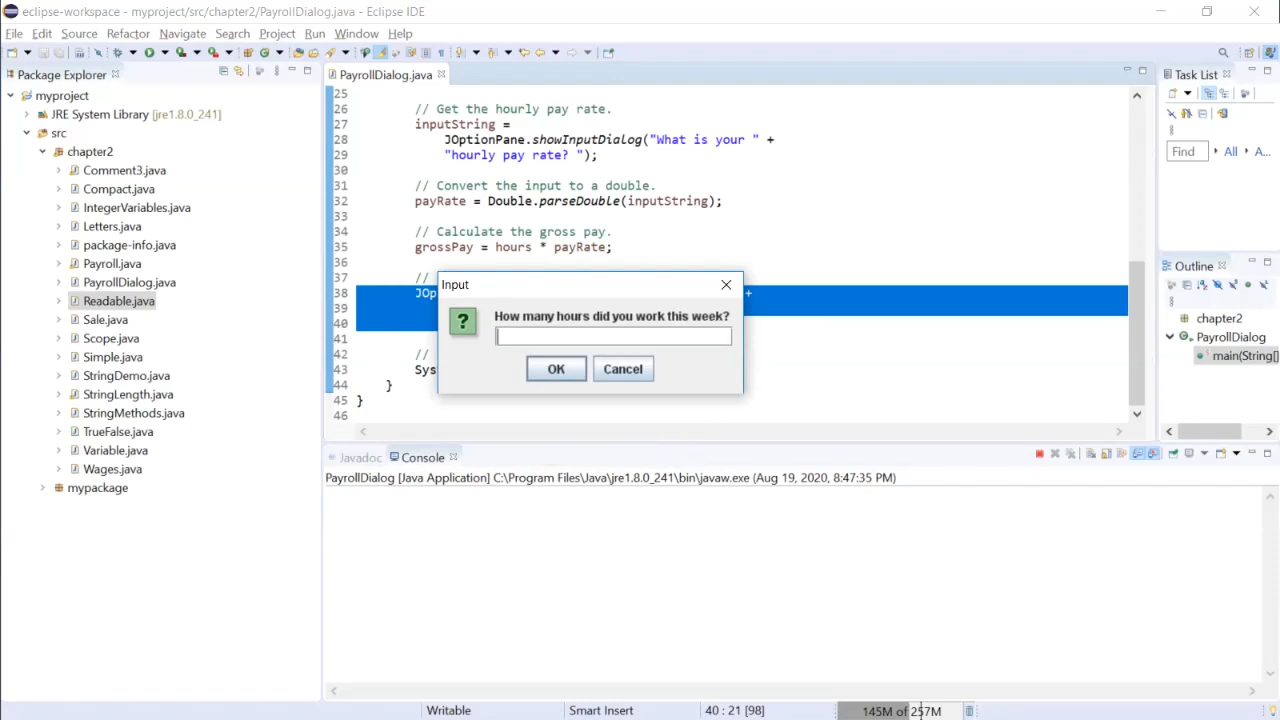 eclipse-workspace - myproject/src/chapter2/PayrollDialog.java - Eclipse IDE
File Edit Source Refactor Navigate Search Project Run Window Help
Package Explorer
myproject
JRE System Library [jre1.8.0_241]
src
chapter2
Comment3.java
Compact.java
IntegerVariables.java
Letters.java
package-info.java
Payroll.java
PayrollDialog.java
Readable.java
Sale.java
Scope.java
Simple.java
StringDemo.java
StringLength.java
StringMethods.java
TrueFalse.java
Variable.java
Wages.java
mypackage
PayrollDialog.java
25
26 // Get the hourly pay rate.
27 inputString =
28 JOptionPane.showInputDialog("What is your " +
29 "hourly pay rate? ");
30
31 // Convert the input to a double.
32 payRate = Double.parseDouble(inputString);
33
34 // Calculate the gross pay.
35 grossPay = hours * payRate;
36
37 //
38 JOp +
39
40
41
42 //
43 Sys
44 }
45 }
46
Input
How many hours did you work this week?
OK Cancel
Task List
Find All A...
Outline
chapter2
PayrollDialog
main(String[]
Javadoc Console
PayrollDialog [Java Application] C:\Program Files\Java\jre1.8.0_241\bin\javaw.exe (Aug 19, 2020, 8:47:35 PM)
Writable Smart Insert 40 : 21 [98] 145M of 257M